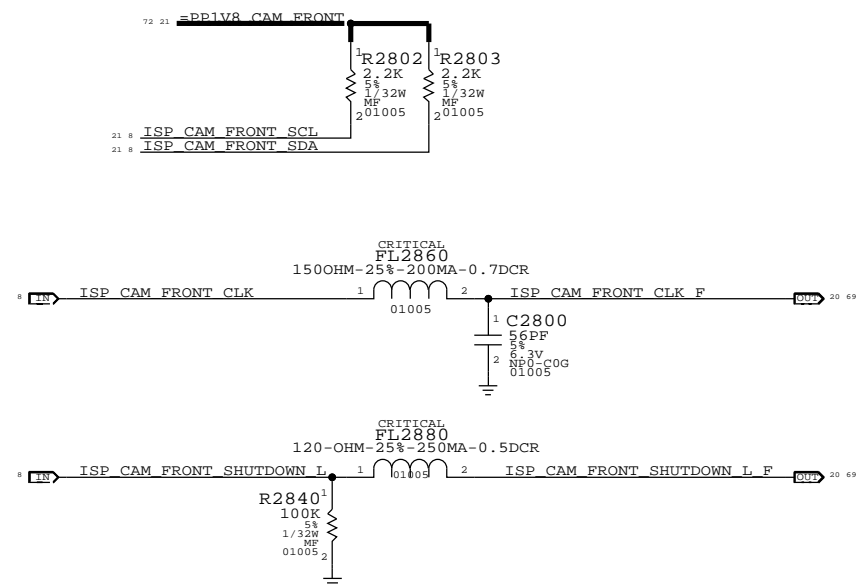 72 21 =PP1V8_CAM_FRONT
1 R2802
2.2K
5%
1/32W
MF
2 01005
1 R2803
2.2K
5%
1/32W
MF
2 01005
21 8 ISP_CAM_FRONT_SCL
21 8 ISP_CAM_FRONT_SDA
CRITICAL
FL2860
150OHM-25%-200MA-0.7DCR
8 IN ISP_CAM_FRONT_CLK 1 2 ISP_CAM_FRONT_CLK_F OUT 20 69
01005
1 C2800
56PF
5%
6.3V
2 NP0-C0G
01005
CRITICAL
FL2880
120-OHM-25%-250MA-0.5DCR
8 IN ISP_CAM_FRONT_SHUTDOWN_L 1 2 ISP_CAM_FRONT_SHUTDOWN_L_F OUT 20 69
01005
R2840 1
100K
5%
1/32W
MF
01005 2